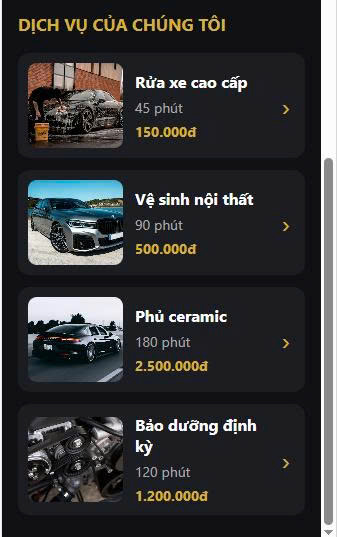 DỊCH VỤ CỦA CHÚNG TÔI
Rửa xe cao cấp
45 phút
150.000đ
Vệ sinh nội thất
90 phút
500.000đ
Phủ ceramic
180 phút
2.500.000đ
Bảo dưỡng định
kỳ
120 phút
1.200.000đ